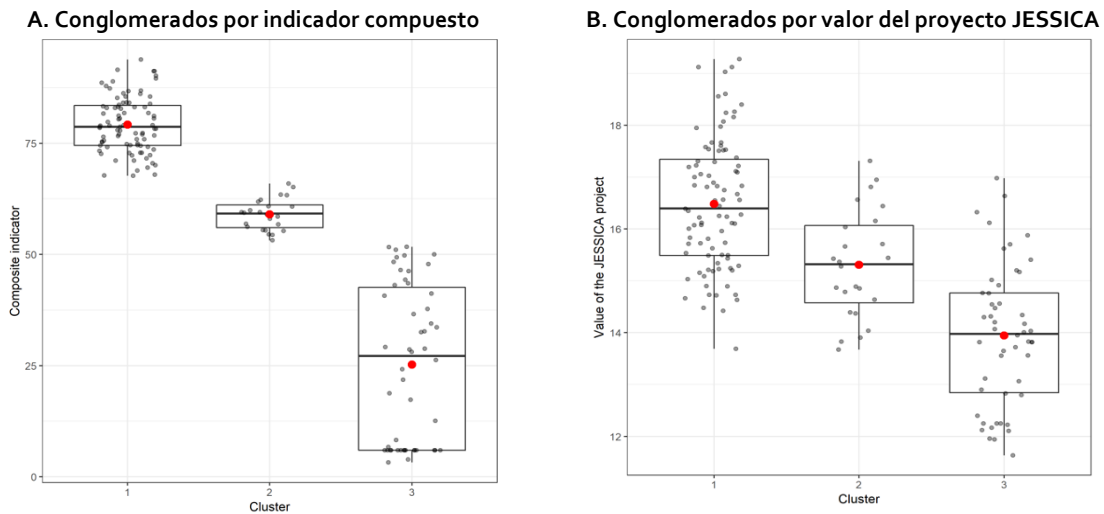 A. Conglomerados por indicador compuesto
Composite indicator
75
50
25
0
1
2
3
Cluster
B. Conglomerados por valor del proyecto JESSICA
Value of the JESSICA project
18
16
14
12
1
2
3
Cluster